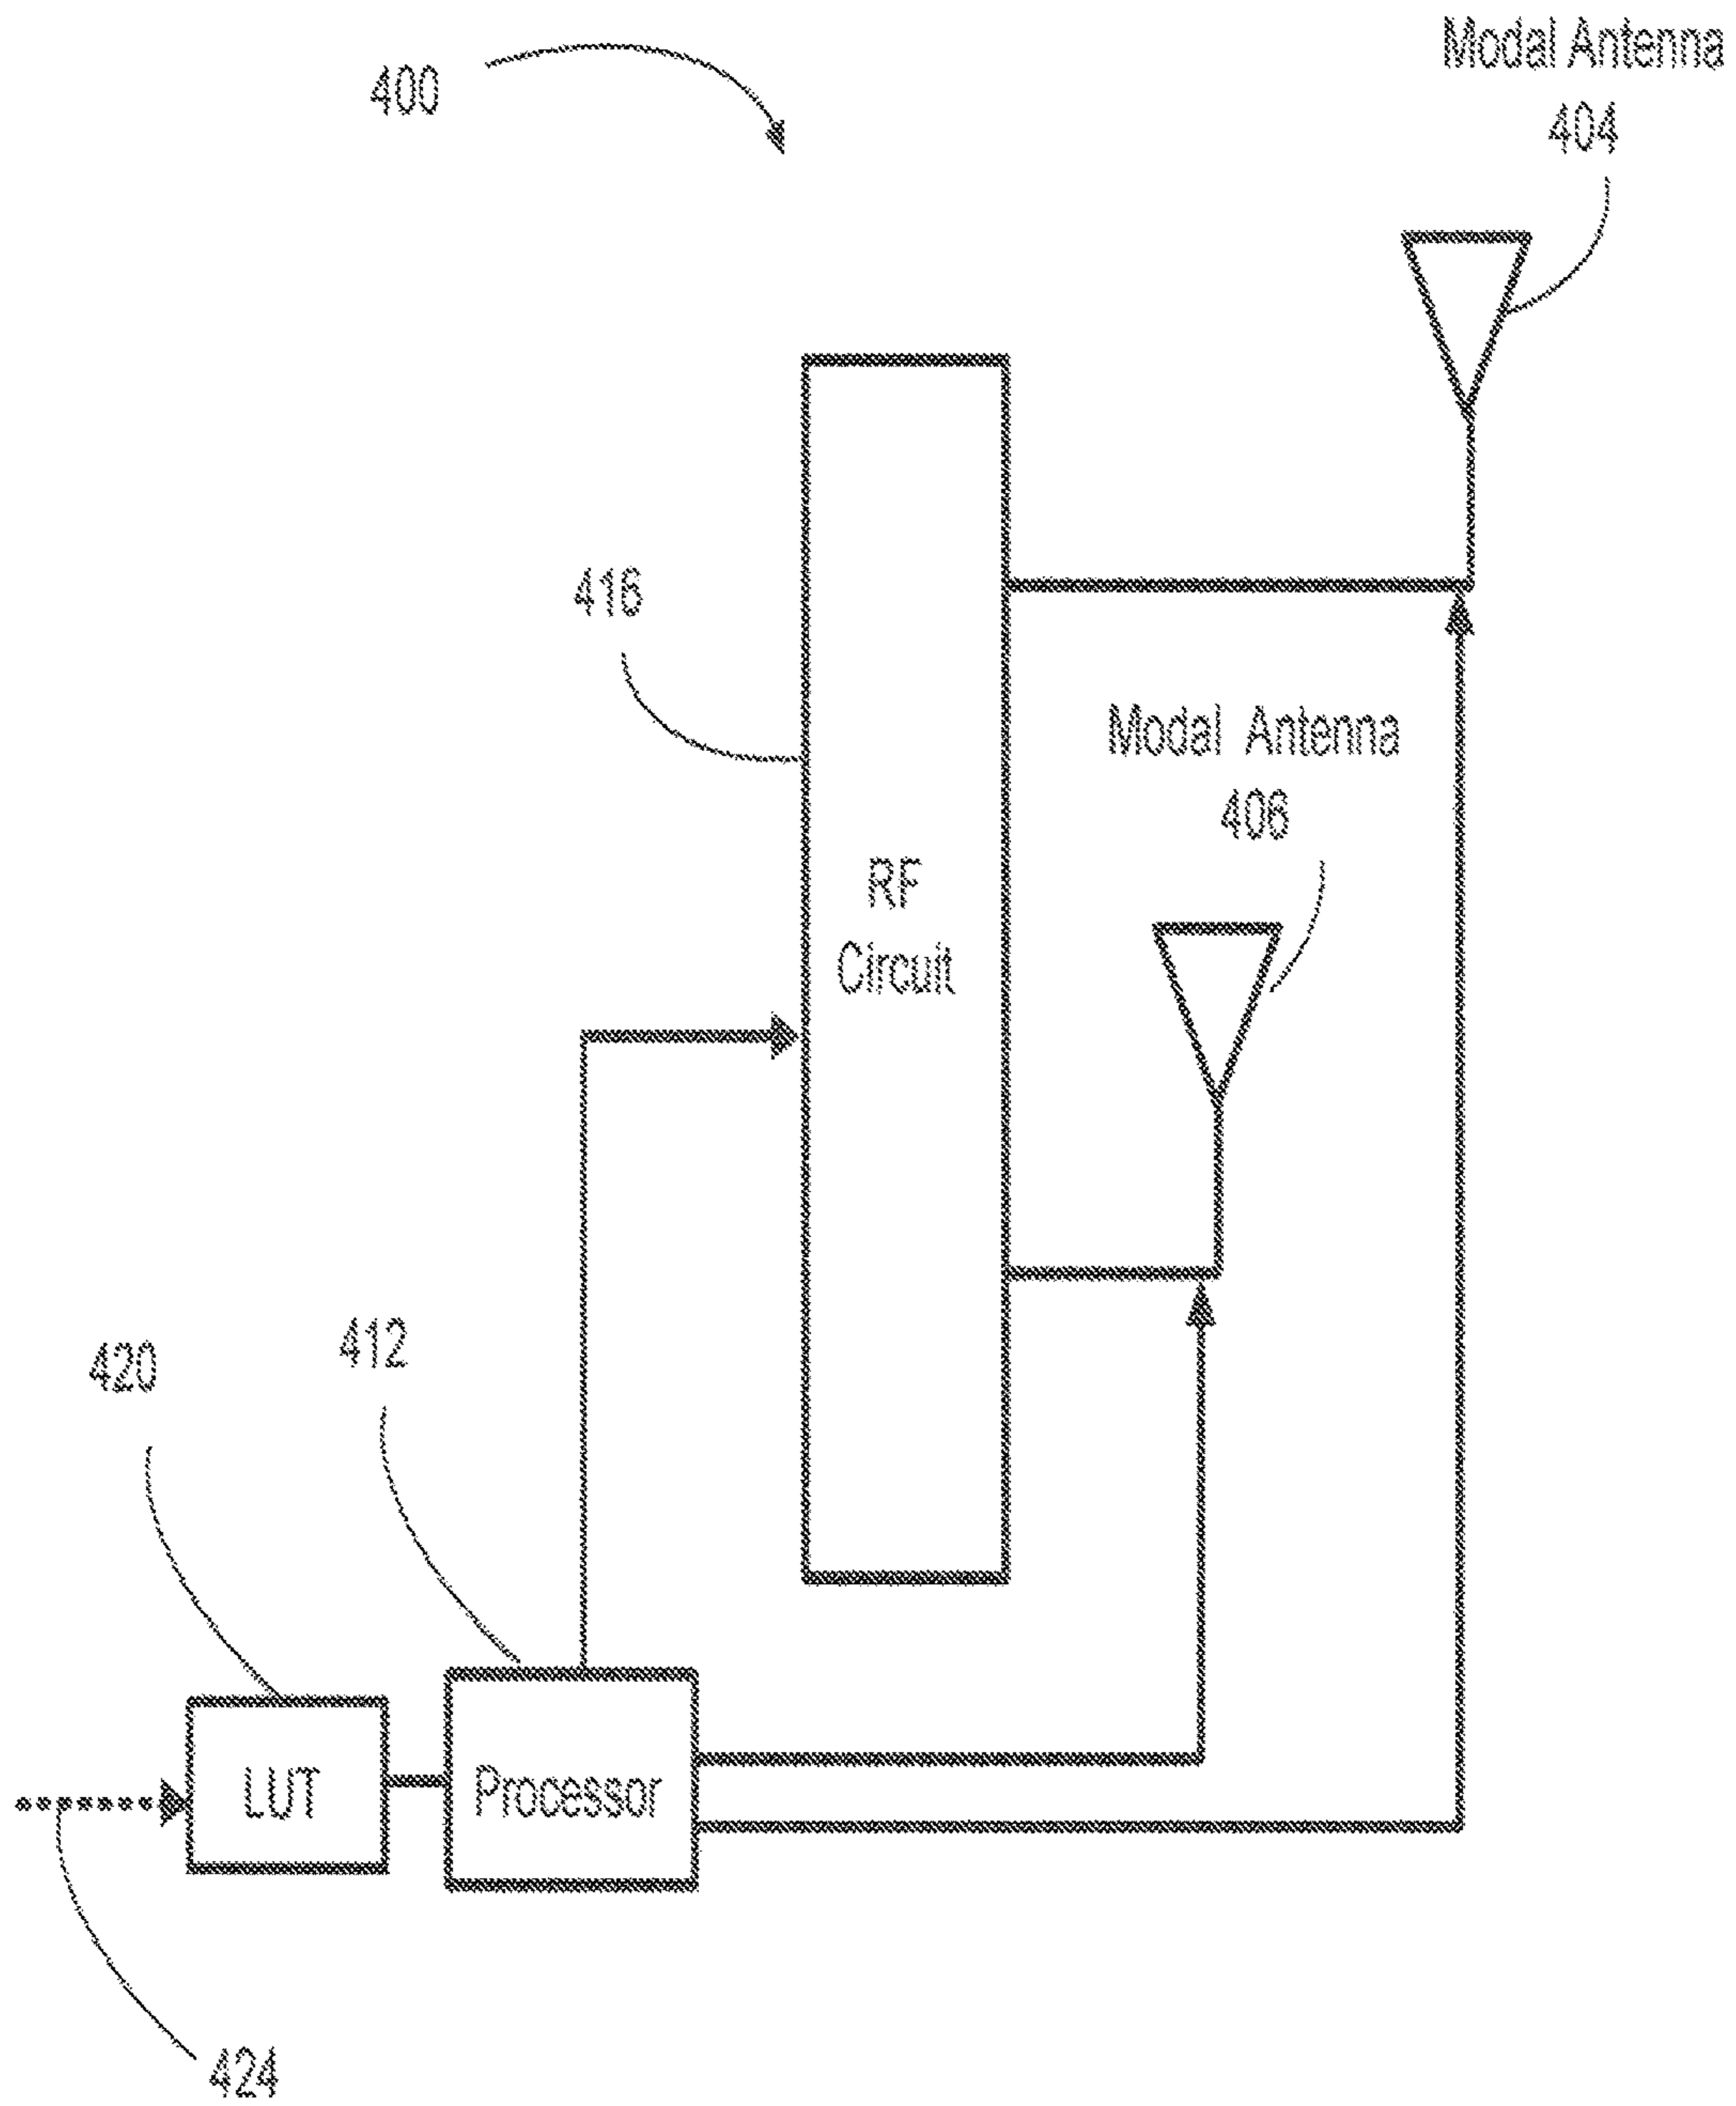 Modal Antenna
404
400
416
Modal Antenna
406
RF
Circuit
412
420
LUT
Processor
424